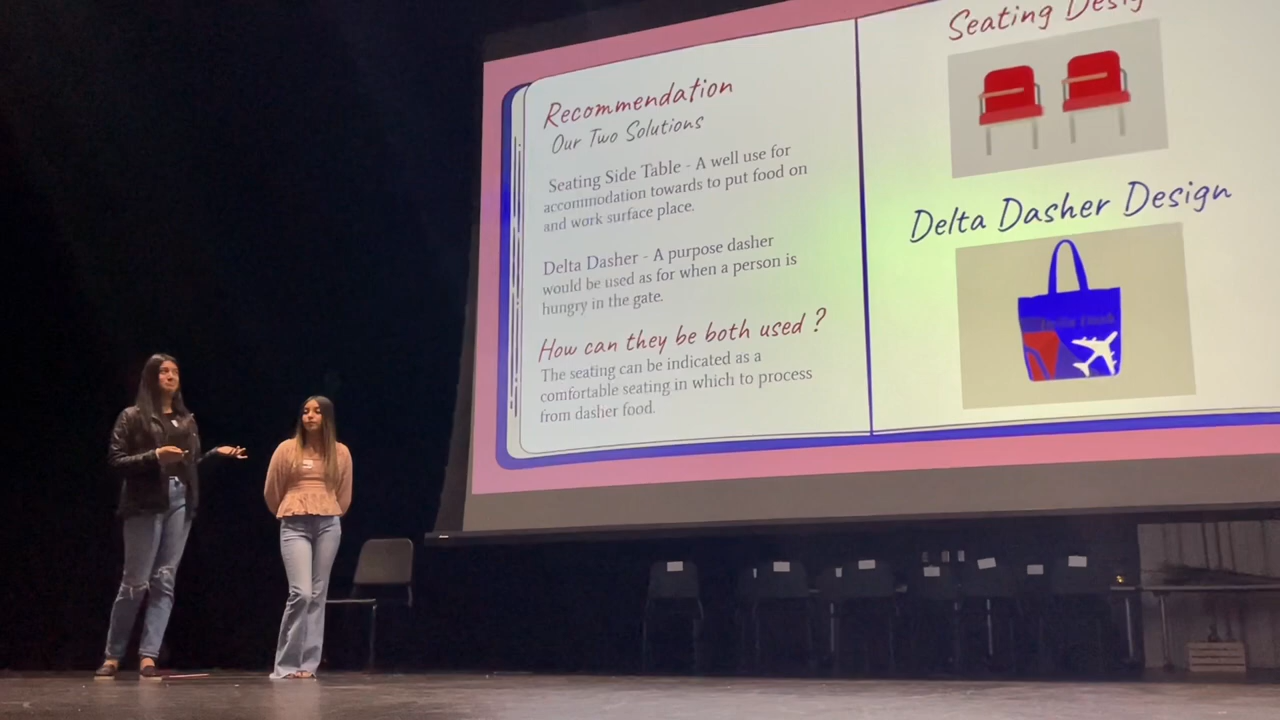 Recommendation
Our Two Solutions
Seating Side Table - A well use for
accommodation towards to put food on
and work surface place.
Delta Dasher - A purpose dasher
would be used as for when a person is
hungry in the gate.
How can they be both used ?
The seating can be indicated as a
comfortable seating in which to process
from dasher food.
Seating Desig
Delta Dasher Design